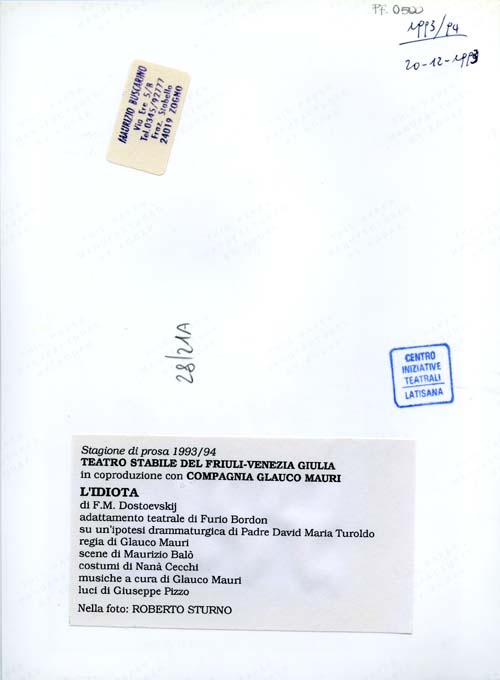 PF. 0500
1993/94
20-12-1993
MAURIZIO BUSCARINO
Via Ere 5/A
Tel.0345/92777
Fraz. Stabello
24019 ZOGNO
28/21A
CENTRO
INIZIATIVE
TEATRALI
LATISANA
Stagione di prosa 1993/94
TEATRO STABILE DEL FRIULI-VENEZIA GIULIA
in coproduzione con COMPAGNIA GLAUCO MAURI
L'IDIOTA
di F.M. Dostoevskij
adattamento teatrale di Furio Bordon
su un'ipotesi drammaturgica di Padre David Maria Turoldo
regia di Glauco Mauri
scene di Maurizio Balò
costumi di Nanà Cecchi
musiche a cura di Glauco Mauri
luci di Giuseppe Pizzo
Nella foto: ROBERTO STURNO